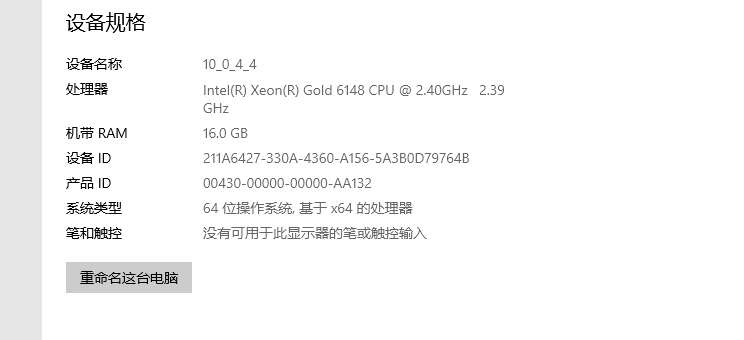 设备规格
设备名称 10_0_4_4
处理器 Intel(R) Xeon(R) Gold 6148 CPU @ 2.40GHz 2.39
GHz
机带 RAM 16.0 GB
设备 ID 211A6427-330A-4360-A156-5A3B0D79764B
产品 ID 00430-00000-00000-AA132
系统类型 64 位操作系统, 基于 x64 的处理器
笔和触控 没有可用于此显示器的笔或触控输入
重命名这台电脑